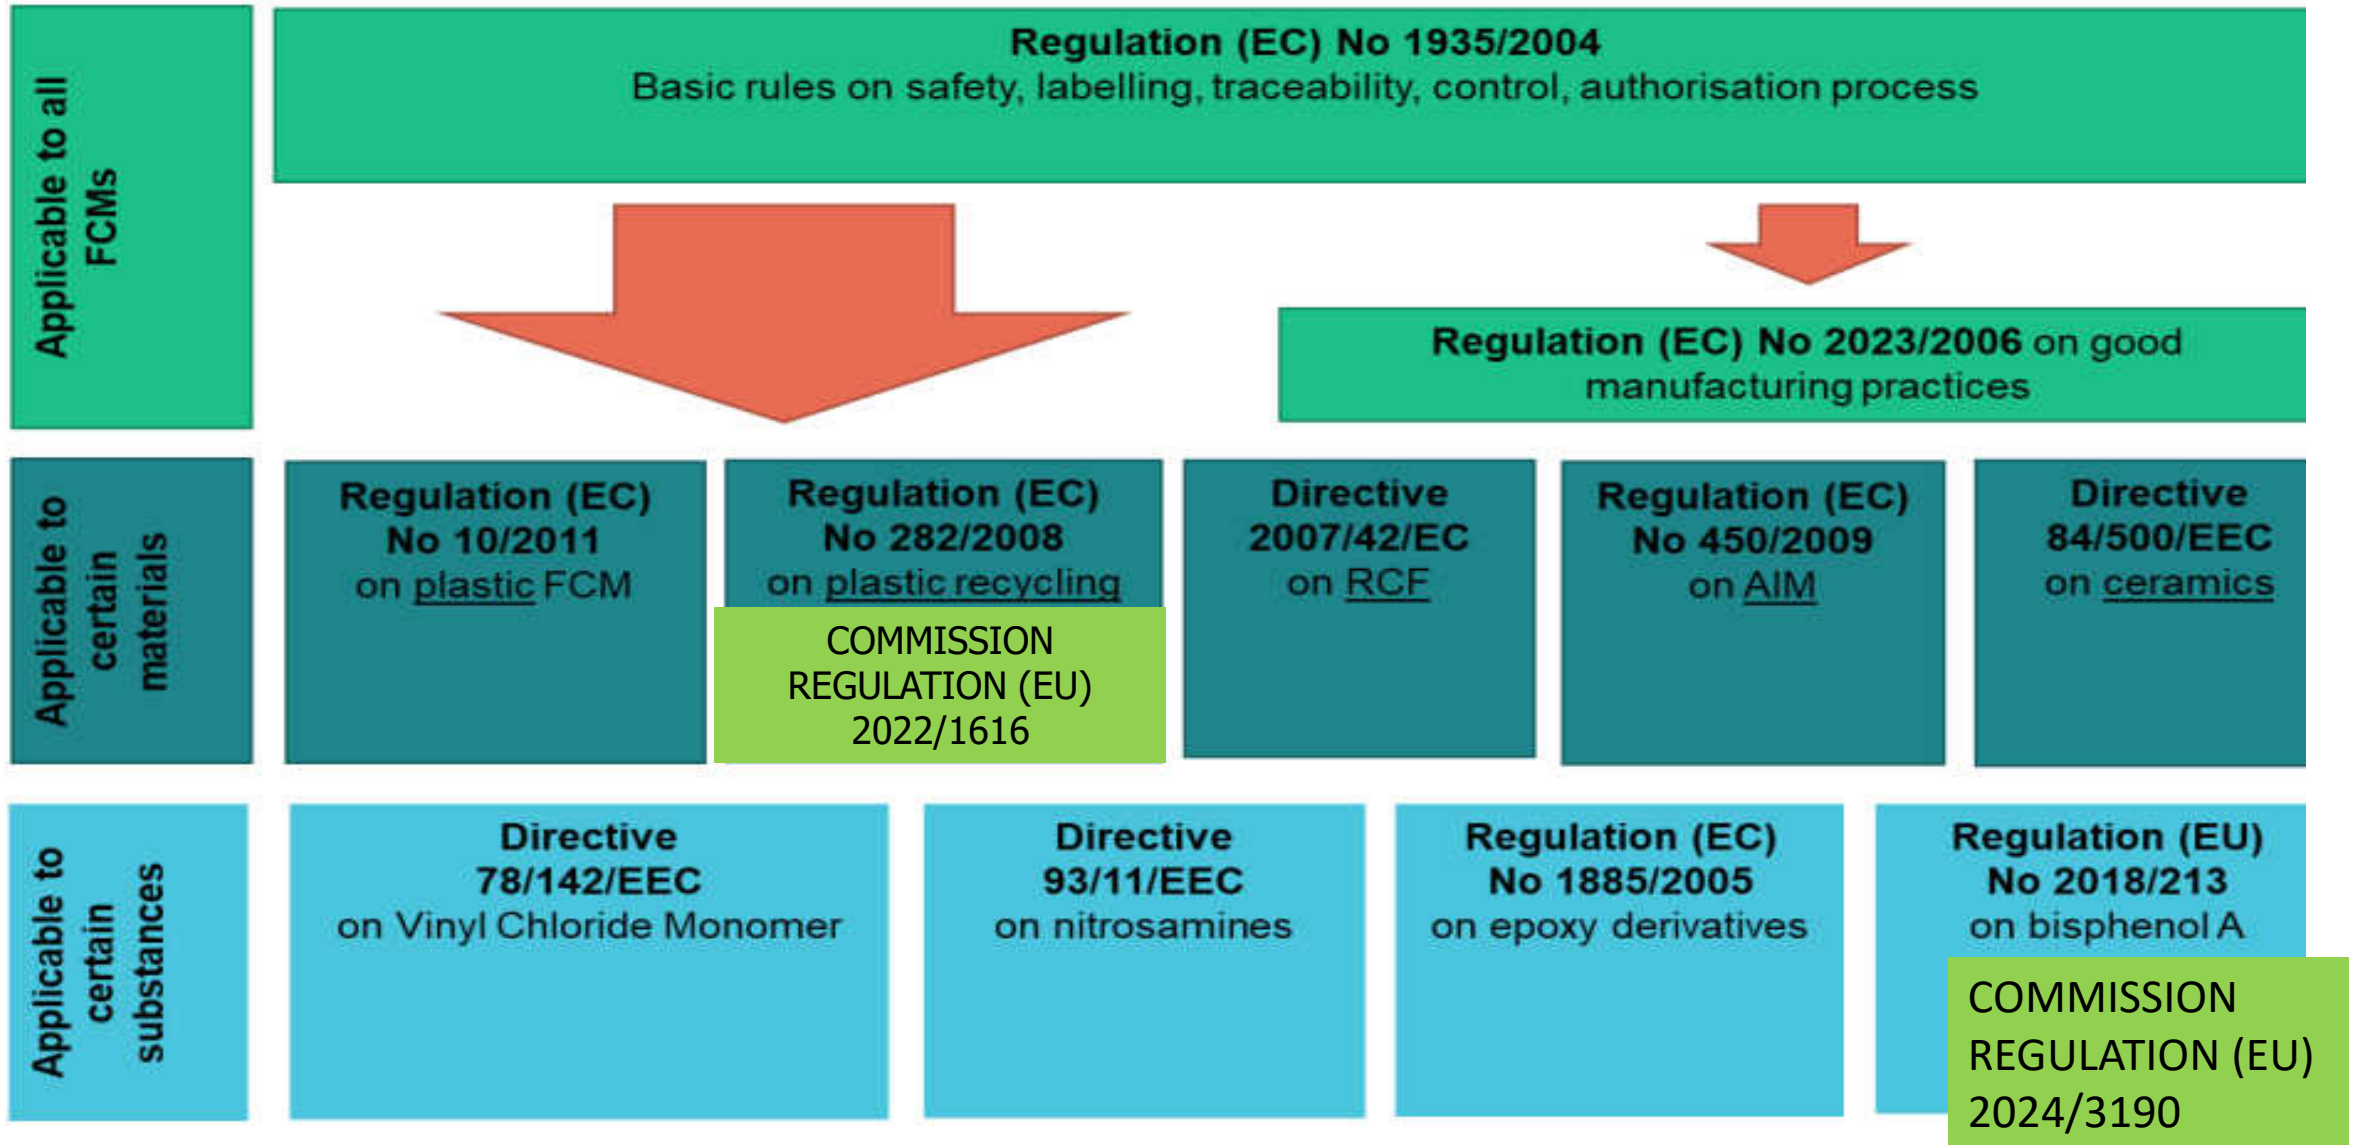 Applicable to all
FCMs
Regulation (EC) No 1935/2004
Basic rules on safety, labelling, traceability, control, authorisation process
Regulation (EC) No 2023/2006 on good
manufacturing practices
Applicable to
certain
materials
Regulation (EC)
No 10/2011
on plastic FCM
Regulation (EC)
No 282/2008
on plastic recycling
COMMISSION
REGULATION (EU)
2022/1616
Directive
2007/42/EC
on RCF
Regulation (EC)
No 450/2009
on AIM
Directive
84/500/EEC
on ceramics
Applicable to
certain
substances
Directive
78/142/EEC
on Vinyl Chloride Monomer
Directive
93/11/EEC
on nitrosamines
Regulation (EC)
No 1885/2005
on epoxy derivatives
Regulation (EU)
No 2018/213
on bisphenol A
COMMISSION
REGULATION (EU)
2024/3190